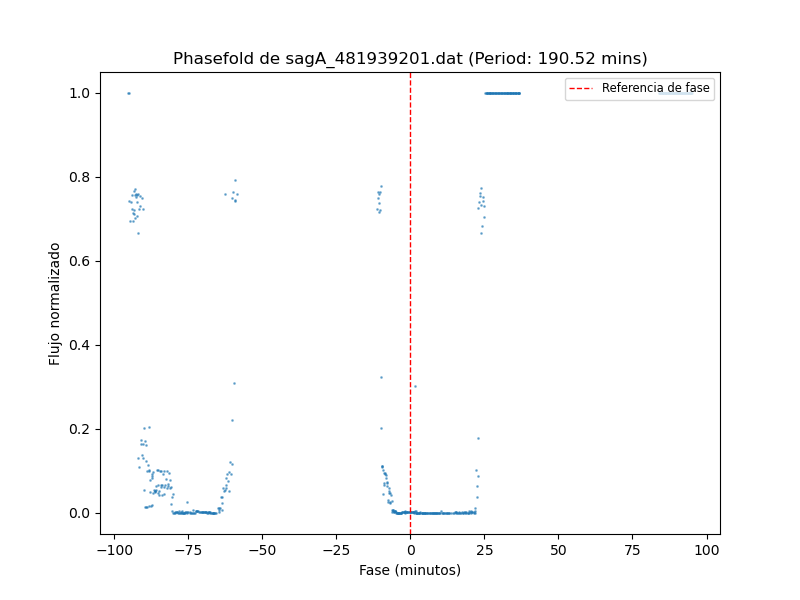 Phasefold de sagA_481939201.dat (Period: 190.52 mins)
Referencia de fase
Flujo normalizado
1.0
0.8
0.6
0.4
0.2
0.0
−100 −75 −50 −25 0 25 50 75 100
Fase (minutos)